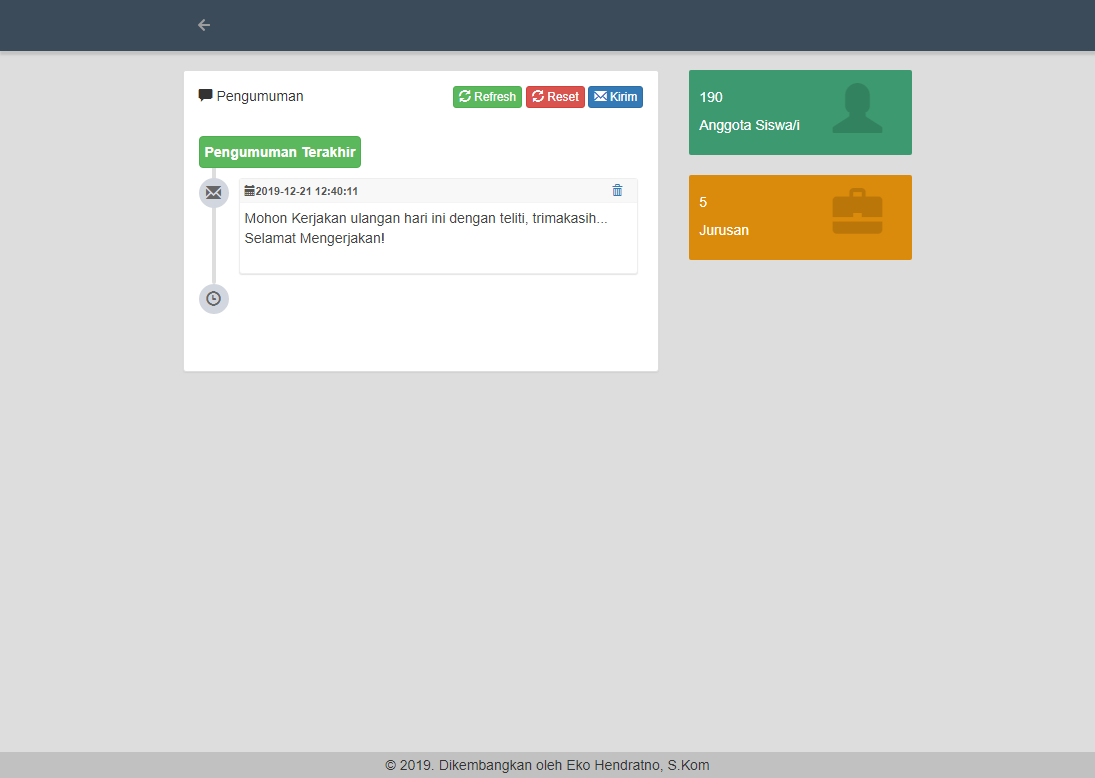 Pengumuman
Refresh
Reset
Kirim
Pengumuman Terakhir
2019-12-21 12:40:11
Mohon Kerjakan ulangan hari ini dengan teliti, trimakasih...
Selamat Mengerjakan!
190
Anggota Siswa/i
5
Jurusan
© 2019. Dikembangkan oleh Eko Hendratno, S.Kom